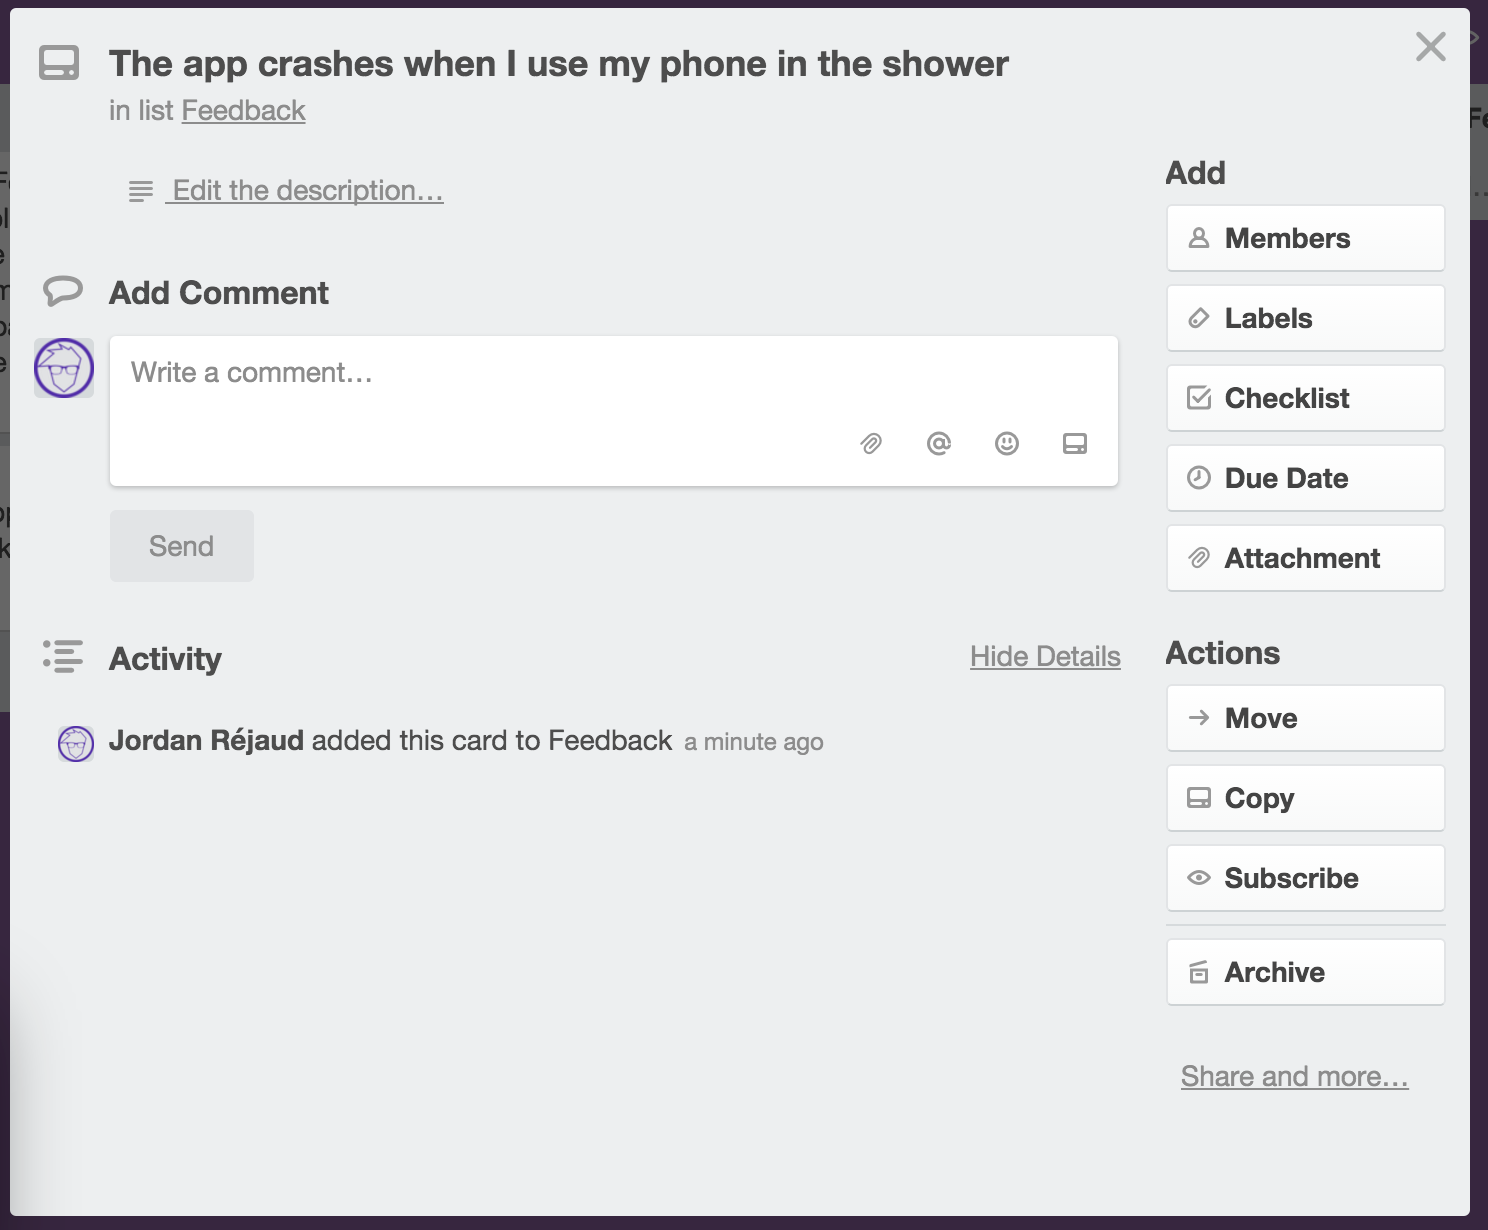 The app crashes when I use my phone in the shower
in list Feedback
Edit the description…
Add Comment
Write a comment…
Send
Activity
Hide Details
Jordan Réjaud added this card to Feedback a minute ago
Add
Members
Labels
Checklist
Due Date
Attachment
Actions
Move
Copy
Subscribe
Archive
Share and more…